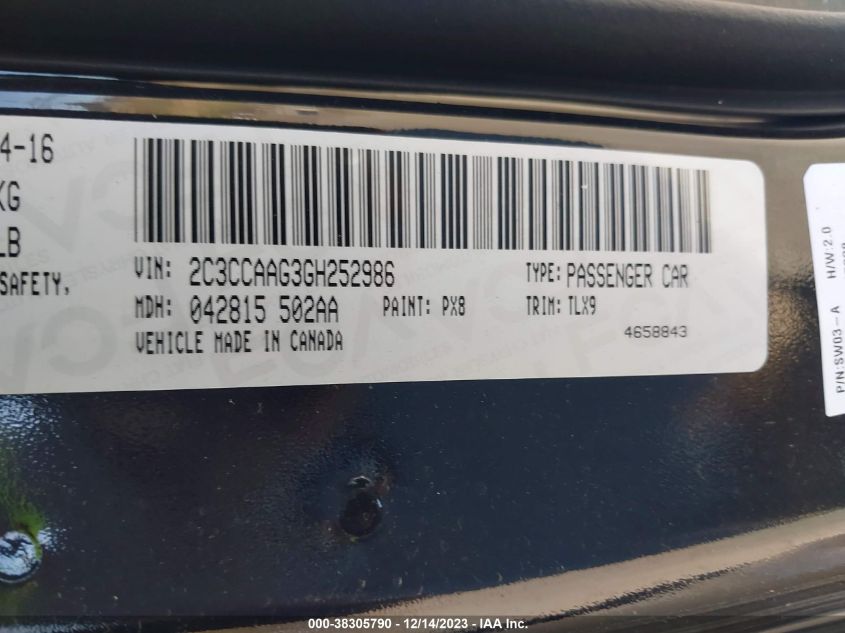 4-16
KG
LB
SAFETY,
VIN: 2C3CCAAG3GH252986 TYPE: PASSENGER CAR
MDH: 042815 502AA PAINT: PX8 TRIM: TLX9
VEHICLE MADE IN CANADA 4658843
P/N:SW03-A H/W:2.0
000-38305790 - 12/14/2023 - IAA Inc.